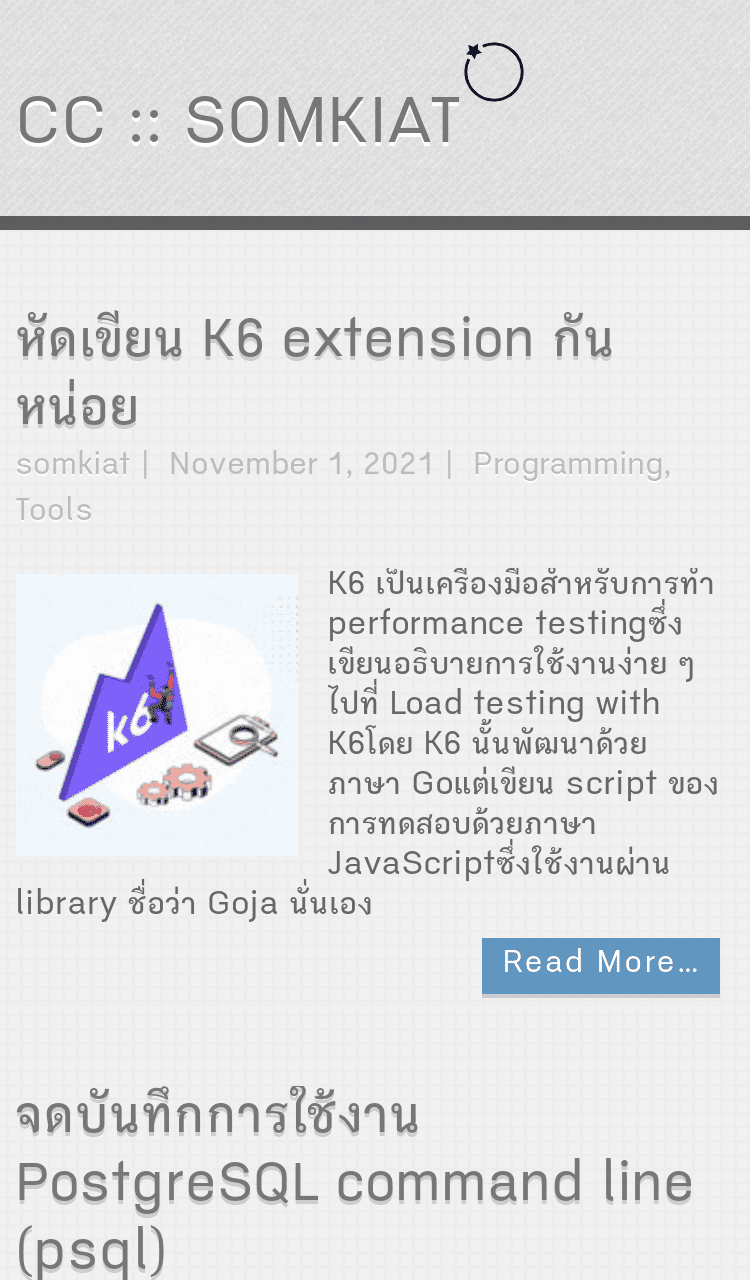 CC :: SOMKIAT
หัดเขียน K6 extension กัน
หน่อย
somkiat | November 1, 2021 | Programming,
Tools
K6 เป็นเครื่องมือสำหรับการทำ
performance testingซึ่ง
เขียนอธิบายการใช้งานง่าย ๆ
ไปที่ Load testing with
K6โดย K6 นั้นพัฒนาด้วย
ภาษา Goแต่เขียน script ของ
การทดสอบด้วยภาษา
JavaScriptซึ่งใช้งานผ่าน
library ชื่อว่า Goja นั่นเอง
k6
Read More...
จดบันทึกการใช้งาน
PostgreSQL command line
(psql)